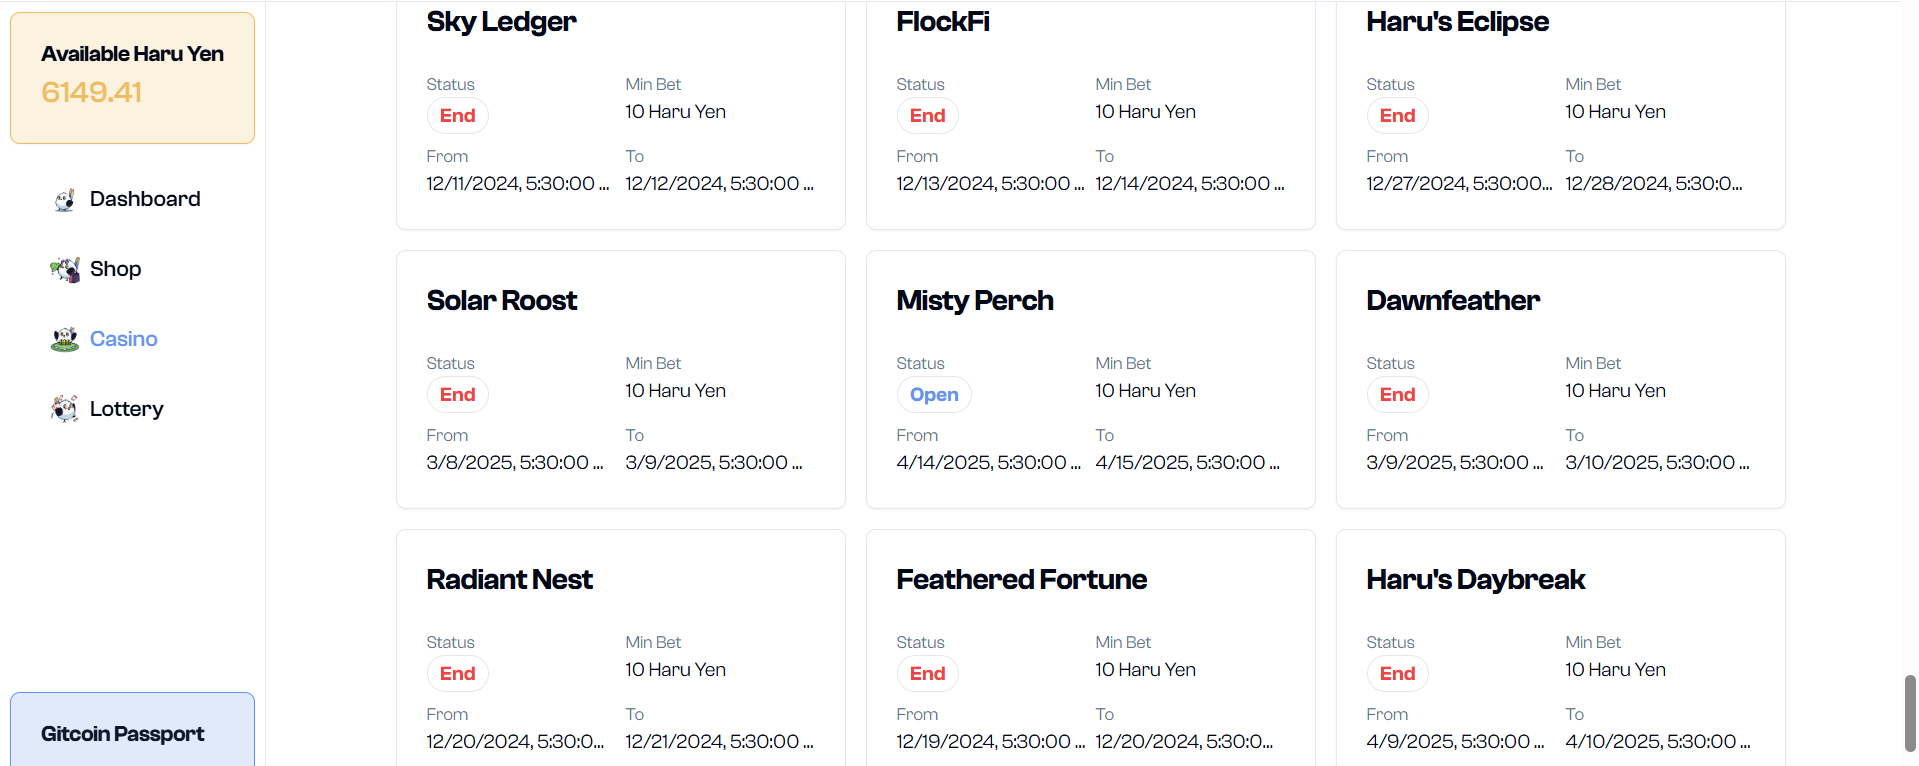 Available Haru Yen
6149.41
Dashboard
Shop
Casino
Lottery
Gitcoin Passport
Sky Ledger
Status
Min Bet
End
10 Haru Yen
From
To
12/11/2024, 5:30:00 ...
12/12/2024, 5:30:00 ...
FlockFi
Status
Min Bet
End
10 Haru Yen
From
To
12/13/2024, 5:30:00 ...
12/14/2024, 5:30:00 ...
Haru's Eclipse
Status
Min Bet
End
10 Haru Yen
From
To
12/27/2024, 5:30:00...
12/28/2024, 5:30:0...
Solar Roost
Status
Min Bet
End
10 Haru Yen
From
To
3/8/2025, 5:30:00 ...
3/9/2025, 5:30:00 ...
Misty Perch
Status
Min Bet
Open
10 Haru Yen
From
To
4/14/2025, 5:30:00 ...
4/15/2025, 5:30:00 ...
Dawnfeather
Status
Min Bet
End
10 Haru Yen
From
To
3/9/2025, 5:30:00 ...
3/10/2025, 5:30:00 ...
Radiant Nest
Status
Min Bet
End
10 Haru Yen
From
To
12/20/2024, 5:30:0...
12/21/2024, 5:30:00 ...
Feathered Fortune
Status
Min Bet
End
10 Haru Yen
From
To
12/19/2024, 5:30:00 ...
12/20/2024, 5:30:0...
Haru's Daybreak
Status
Min Bet
End
10 Haru Yen
From
To
4/9/2025, 5:30:00 ...
4/10/2025, 5:30:00 ...